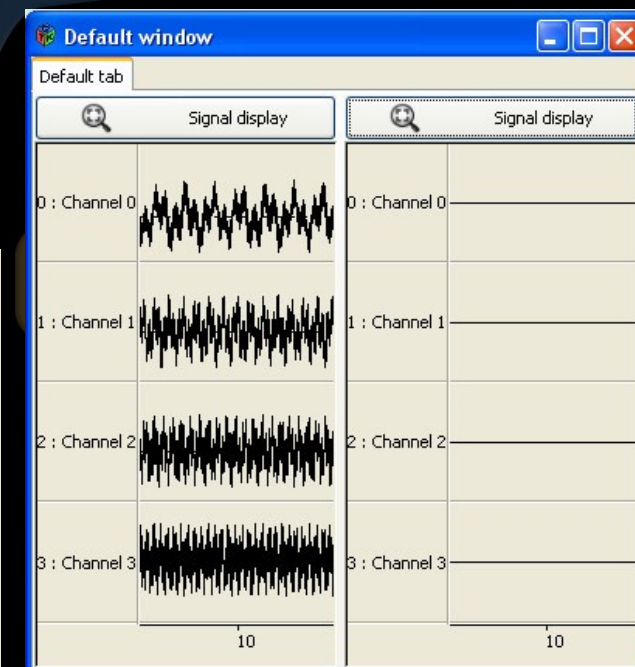 Default window
Default tab
Signal display
Signal display
0 : Channel 0
0 : Channel 0
1 : Channel 1
1 : Channel 1
2 : Channel 2
2 : Channel 2
3 : Channel 3
3 : Channel 3
10
10